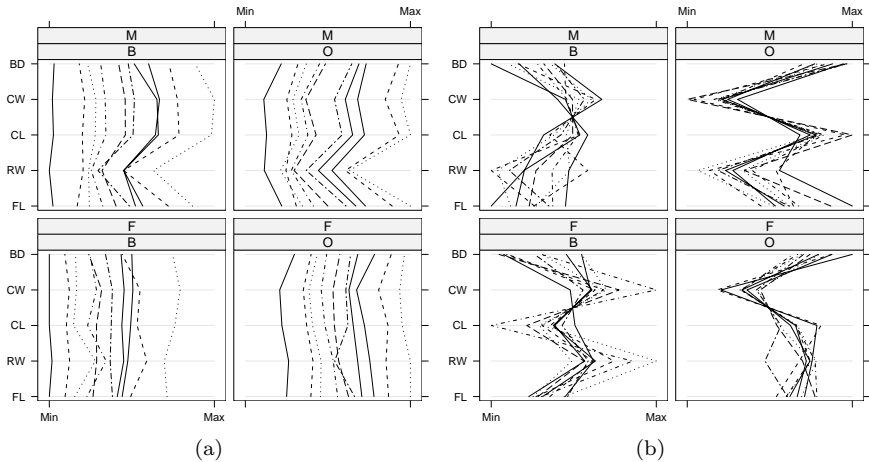 Min Max
M M
B O
BD
CW
CL
RW
FL
F F
B O
BD
CW
CL
RW
FL
Min Max
(a)
Min Max
M M
B O
BD
CW
CL
RW
FL
F F
B O
BD
CW
CL
RW
FL
Min Max
(b)